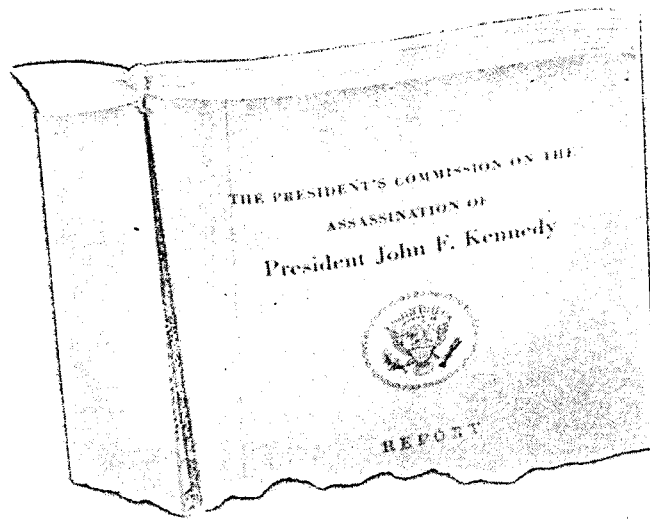 THE PRESIDENT'S COMMISSION ON THE
ASSASSINATION OF
President John F. Kennedy
REPORT